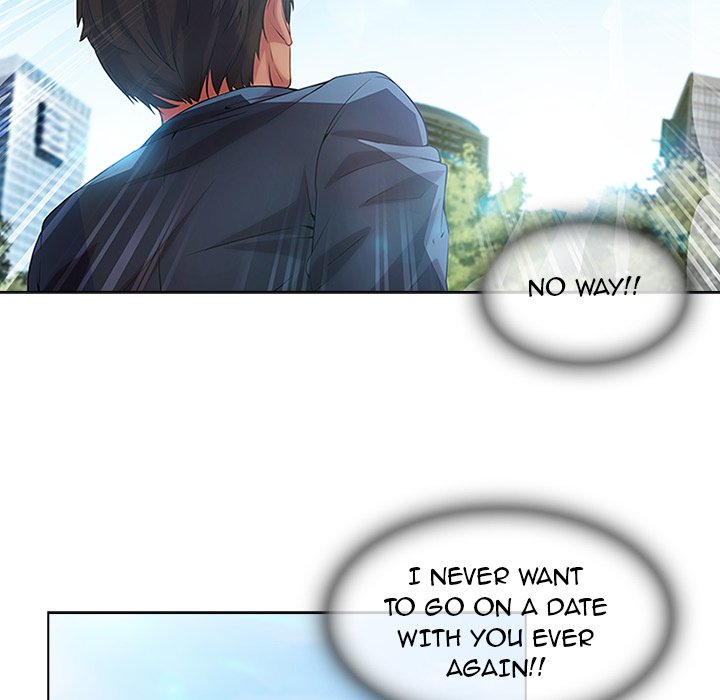 NO WAY!!
I NEVER WANT
TO GO ON A DATE
WITH YOU EVER
AGAIN!!